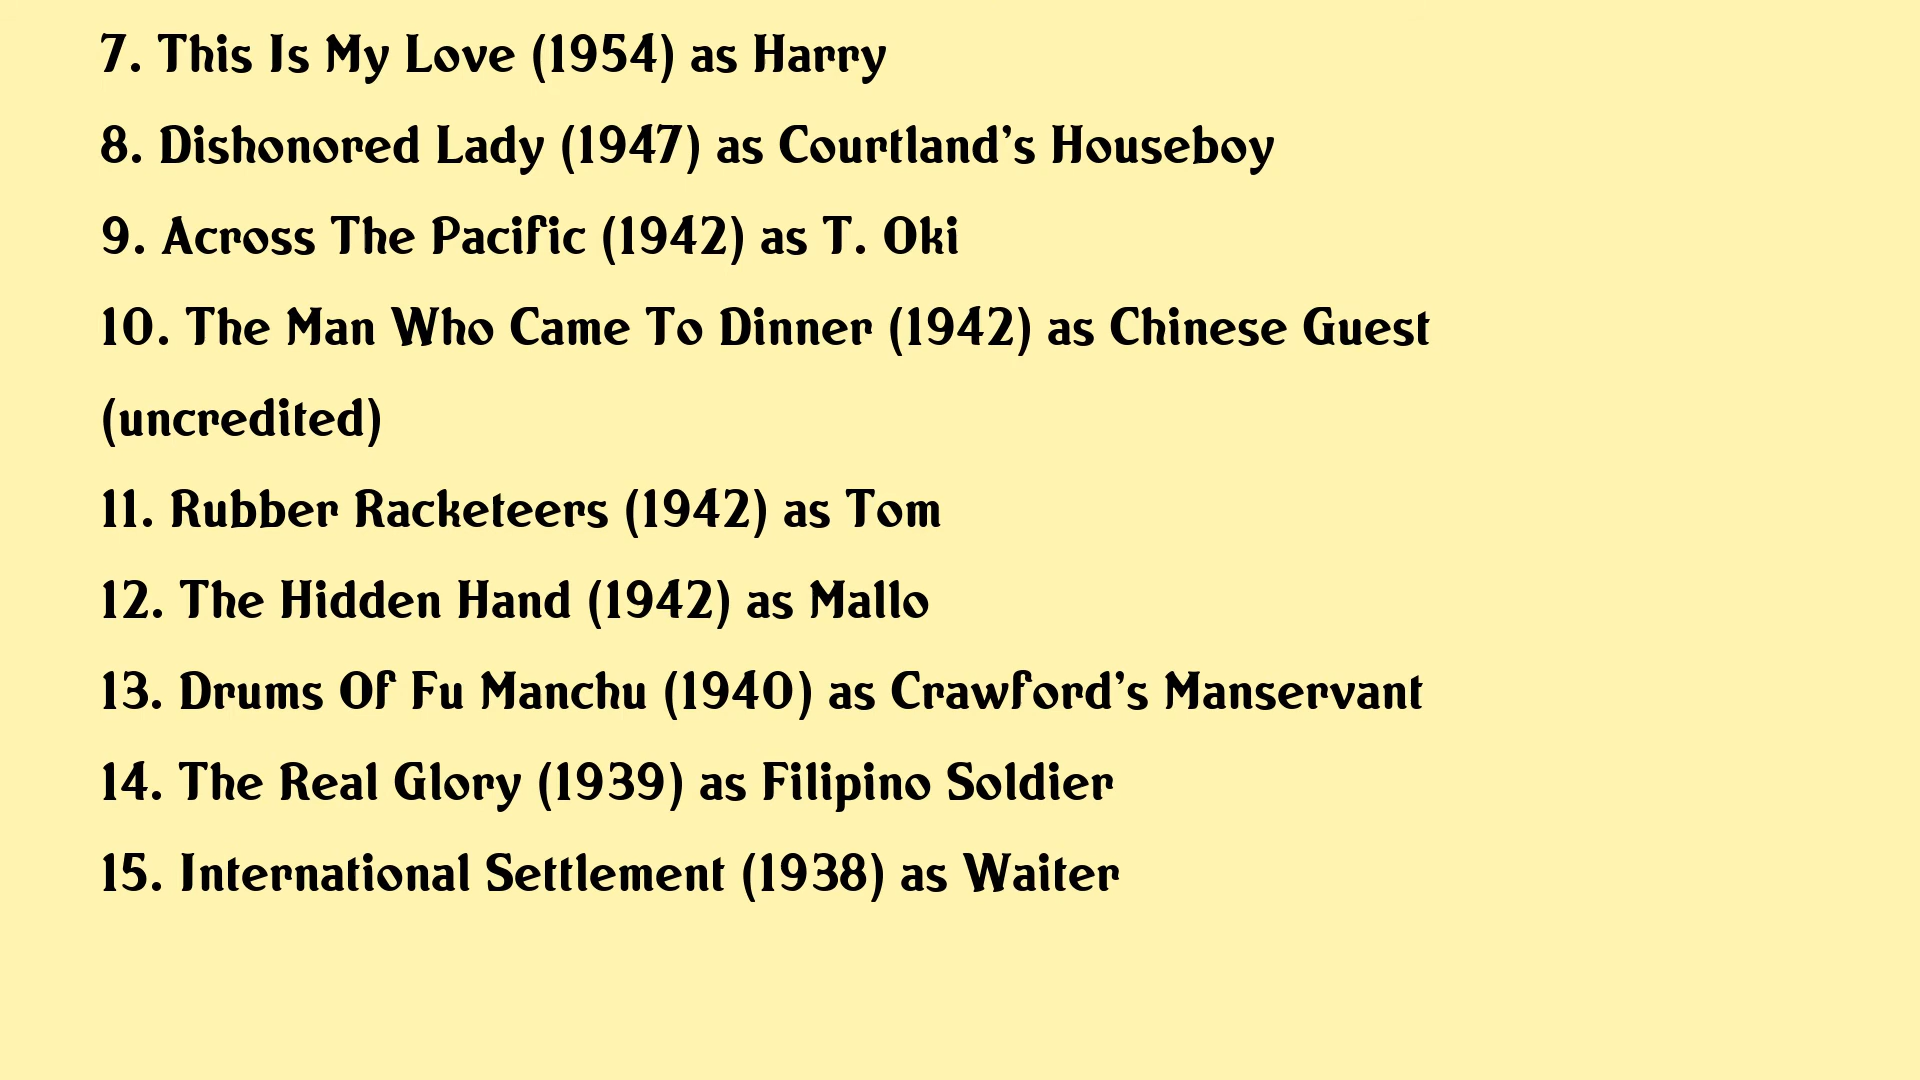 7. This Is My Love (1954) as Harry
8. Dishonored Lady (1947) as Courtland's Houseboy
9. Across The Pacific (1942) as T. Oki
10. The Man Who Came To Dinner (1942) as Chinese Guest
(uncredited)
11. Rubber Racketeers (1942) as Tom
12. The Hidden Hand (1942) as Mallo
13. Drums Of Fu Manchu (1940) as Crawford's Manservant
14. The Real Glory (1939) as Filipino Soldier
15. International Settlement (1938) as Waiter